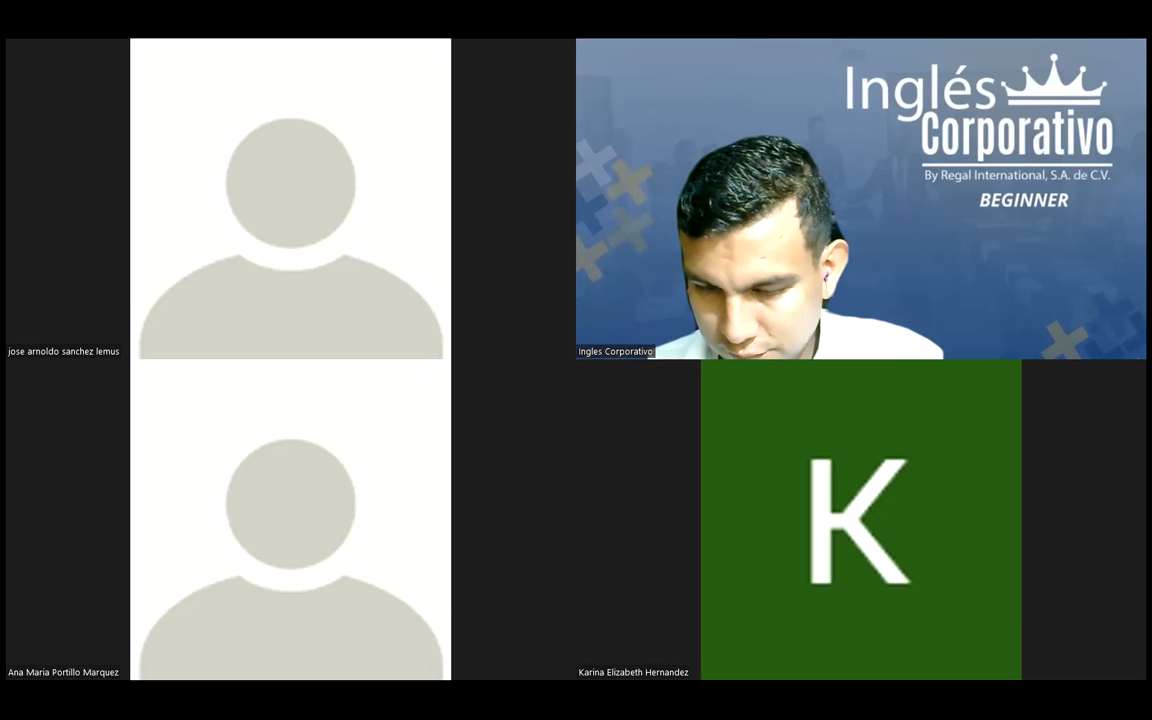 Inglés
Corporativo
By Regal International, S.A. de C.V.
BEGINNER
jose arnoldo sanchez lemus
Ingles Corporativo
K
Ana Maria Portillo Marquez
Karina Elizabeth Hernandez